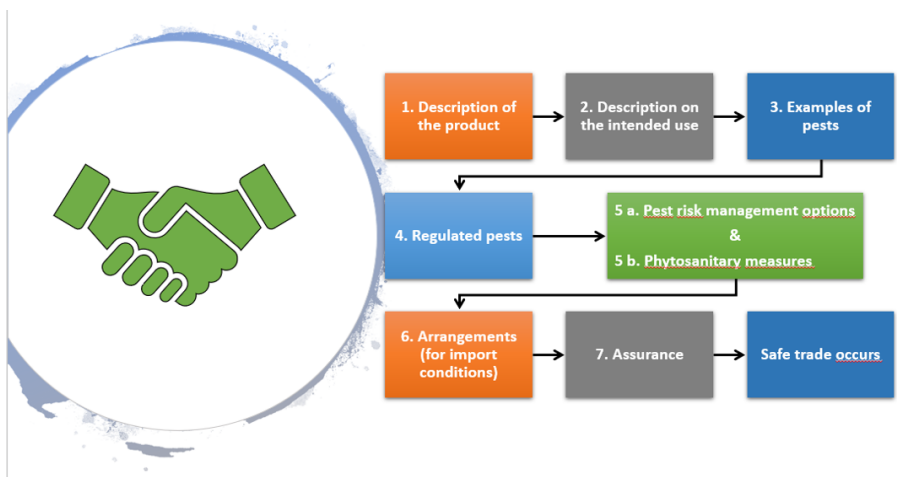 1. Description of
the product
2. Description on
the intended use
3. Examples of
pests
4. Regulated pests
5 a. Pest risk management options
&
5 b. Phytosanitary measures
6. Arrangements
(for import
conditions)
7. Assurance
Safe trade occurs